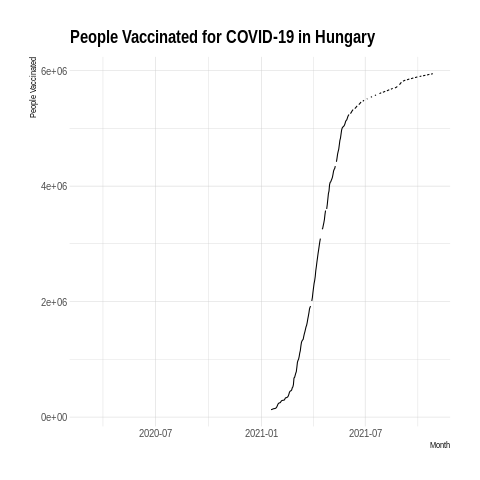 People Vaccinated for COVID-19 in Hungary
People Vaccinated
6e+06
4e+06
2e+06
0e+00
2020-07
2021-01
2021-07
Month